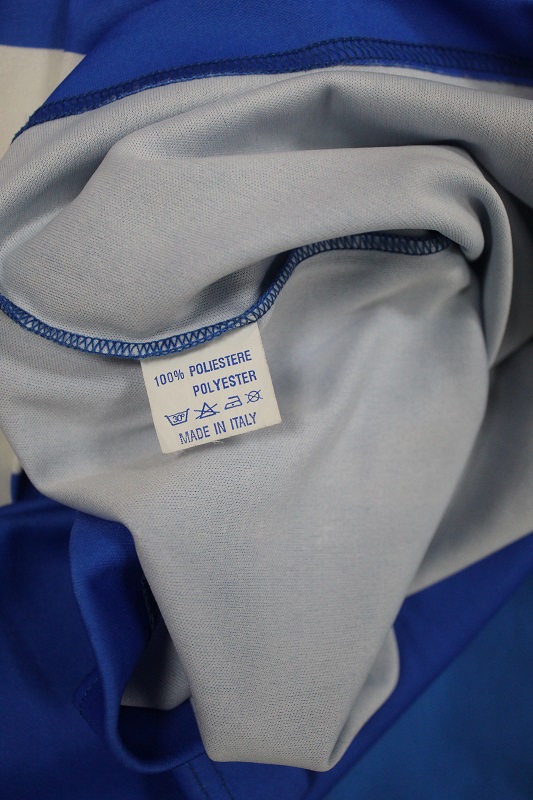 100% POLIESTERE
POLYESTER
30°
MADE IN ITALY